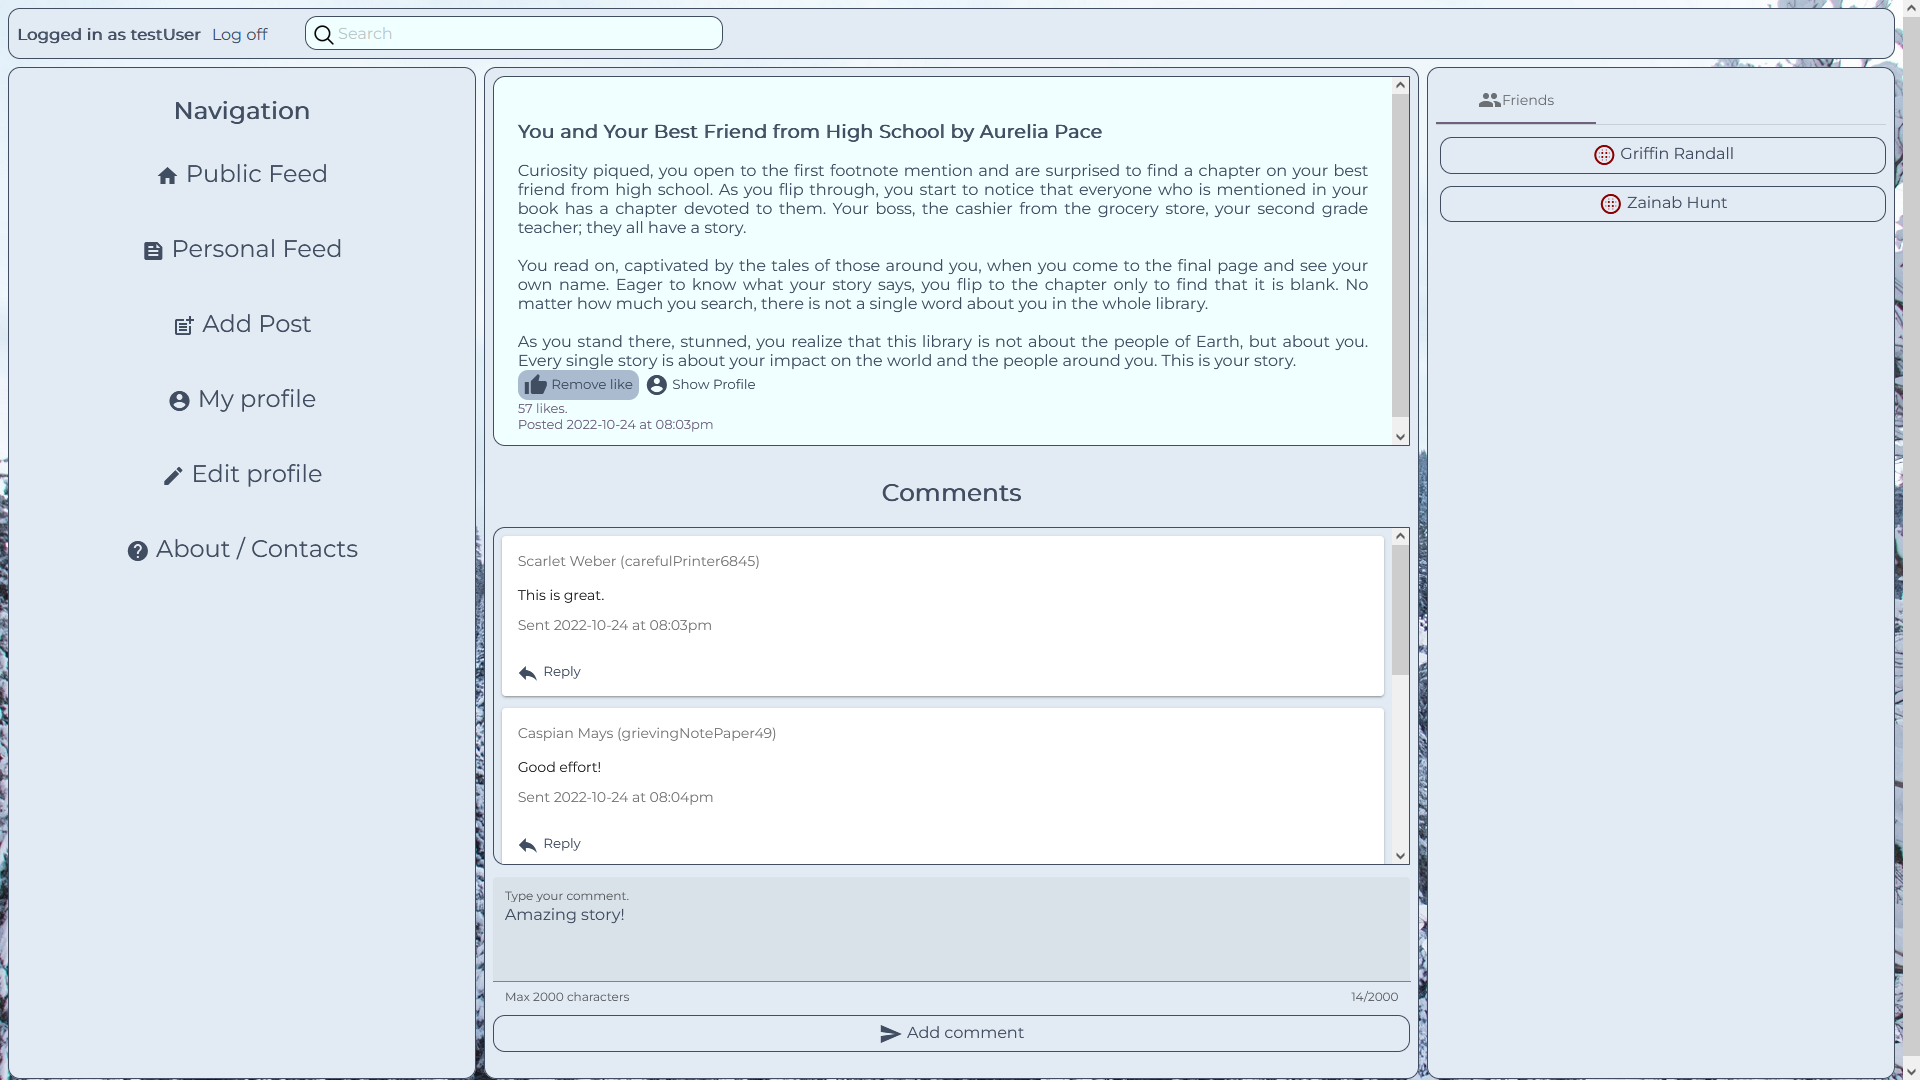 Logged in as testUser Log off
Search
Navigation
Public Feed
Personal Feed
Add Post
My profile
Edit profile
About / Contacts
You and Your Best Friend from High School by Aurelia Pace
Curiosity piqued, you open to the first footnote mention and are surprised to find a chapter on your best
friend from high school. As you flip through, you start to notice that everyone who is mentioned in your
book has a chapter devoted to them. Your boss, the cashier from the grocery store, your second grade
teacher; they all have a story.
You read on, captivated by the tales of those around you, when you come to the final page and see your
own name. Eager to know what your story says, you flip to the chapter only to find that it is blank. No
matter how much you search, there is not a single word about you in the whole library.
As you stand there, stunned, you realize that this library is not about the people of Earth, but about you.
Every single story is about your impact on the world and the people around you. This is your story.
Remove like Show Profile
57 likes.
Posted 2022-10-24 at 08:03pm
Comments
Scarlet Weber (carefulPrinter6845)
This is great.
Sent 2022-10-24 at 08:03pm
Reply
Caspian Mays (grievingNotePaper49)
Good effort!
Sent 2022-10-24 at 08:04pm
Reply
Type your comment.
Amazing story!
Max 2000 characters 14/2000
Add comment
Friends
Griffin Randall
Zainab Hunt